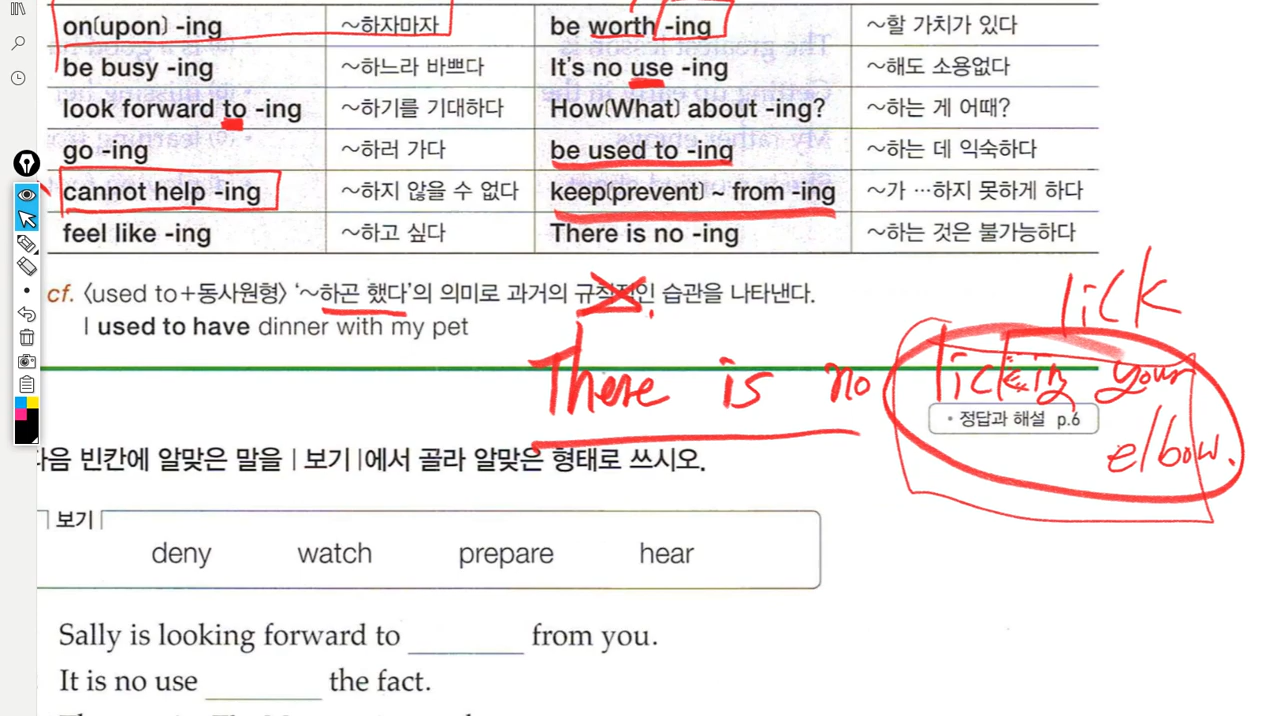 on(upon) -ing ~하자마자 be worth -ing ~할 가치가 있다
be busy -ing ~하느라 바쁘다 It's no use -ing ~해도 소용없다
look forward to -ing ~하기를 기대하다 How(What) about -ing? ~하는 게 어때?
go -ing ~하러 가다 be used to -ing ~하는 데 익숙하다
cannot help -ing ~하지 않을 수 없다 keep(prevent) ~ from -ing ~가 …하지 못하게 하다
feel like -ing ~하고 싶다 There is no -ing ~하는 것은 불가능하다
cf. 〈used to+동사원형〉 '~하곤 했다'의 의미로 과거의 규칙적인 습관을 나타낸다.
I used to have dinner with my pet
lick
There is no licking your
elbow.
• 정답과 해설 p.6
다음 빈칸에 알맞은 말을 |보기|에서 골라 알맞은 형태로 쓰시오.
보기
deny watch prepare hear
Sally is looking forward to ________ from you.
It is no use ________ the fact.